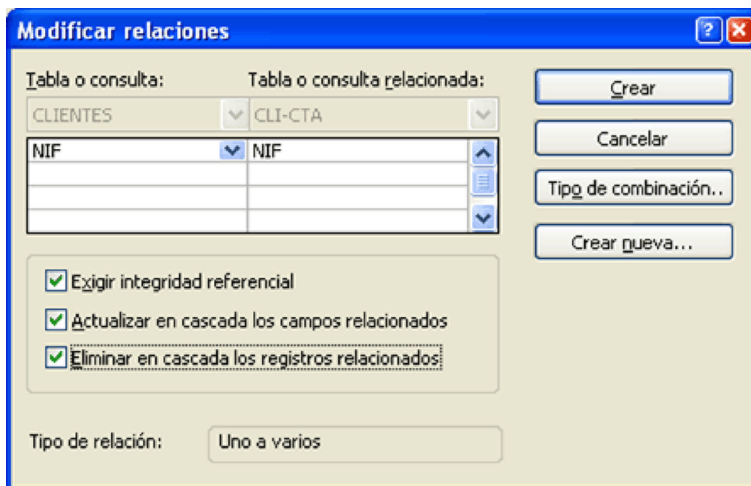 Modificar relaciones
Tabla o consulta: Tabla o consulta relacionada:
CLIENTES CLI-CTA
NIF NIF
Exigir integridad referencial
Actualizar en cascada los campos relacionados
Eliminar en cascada los registros relacionados
Tipo de relación: Uno a varios
Crear
Cancelar
Tipo de combinación..
Crear nueva...